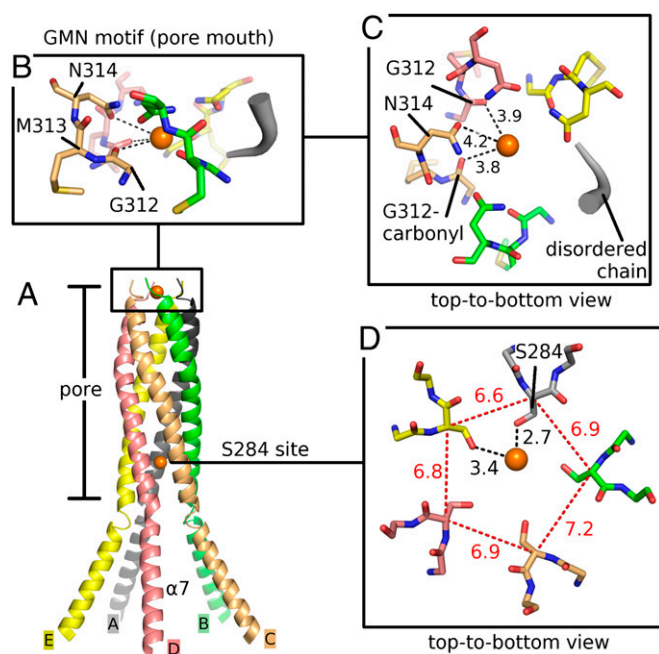 GMN motif (pore mouth)
B
N314
M313
G312
C
G312
N314
3.9
4.2
3.8
G312-
carbonyl
disordered
chain
top-to-bottom view
A
pore
S284 site
α7
E
A
D
B
C
D
S284
6.6
2.7
6.9
3.4
6.8
7.2
6.9
top-to-bottom view